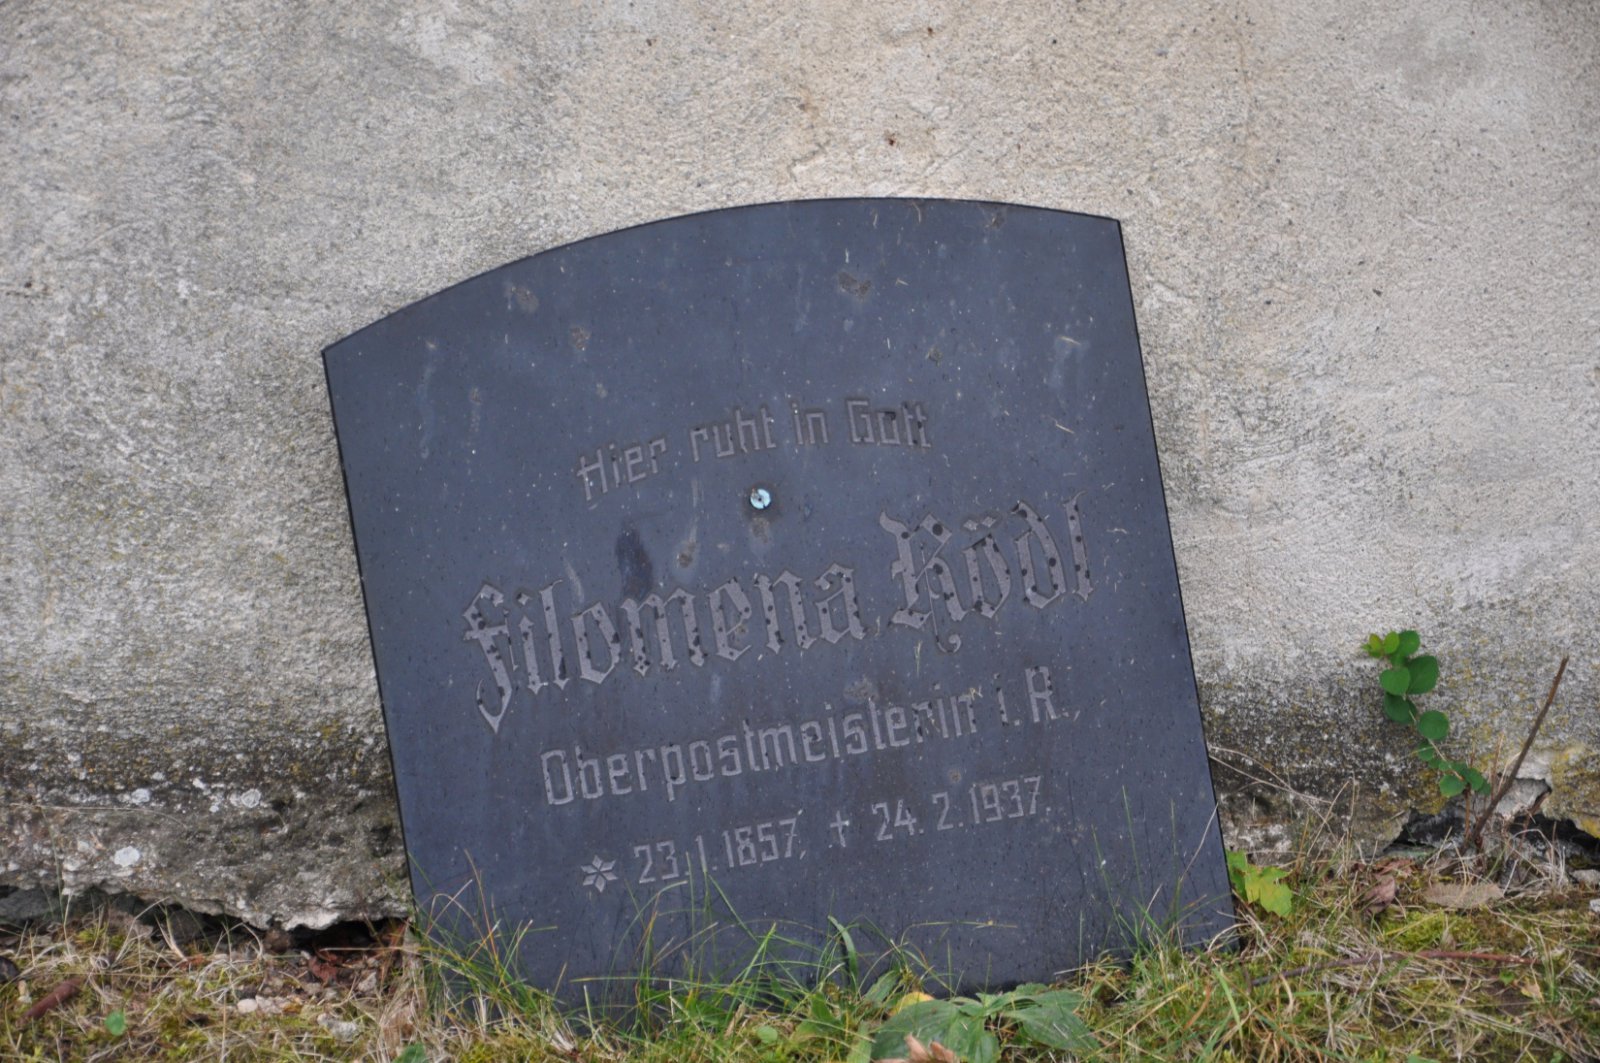 Hier ruht in Gott
Filomena Rödl
Oberpostmeisterin i. R.,
* 23.1.1857, † 24.2.1937.